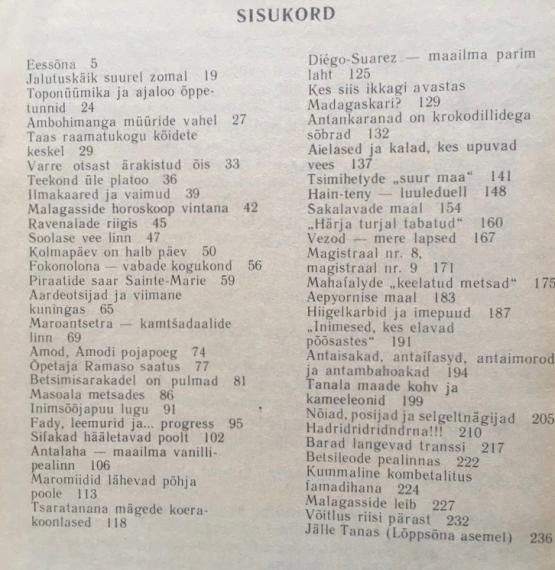 SISUKORD
Eessõna 5
Jalutuskäik suurel zomal 19
Toponüümika ja ajaloo õppe-
tunnid 24
Ambohimanga müüride vahel 27
Taas raamatukogu köidete
keskel 29
Varre otsast ärakistud õis 33
Teekond üle platoo 36
Ilmakaared ja vaimud 39
Malagasside horoskoop vintana 42
Ravenalade riigis 45
Soolase vee linn 47
Kolmapäev on halb päev 50
Fokonolona — vabade kogukond 56
Piraatide saar Sainte-Marie 59
Aardeotsijad ja viimane
kuningas 65
Maroantsetra — kamtšadaalide
linn 69
Amod, Amodi pojapoeg 74
Õpetaja Ramaso saatus 77
Betsimisarakadel on pulmad 81
Masoala metsades 86
Inimsööjapuu lugu 91
Fady, leemurid ja... progress 95
Sifakad hääletavad poolt 102
Antalaha — maailma vanilli-
pealinn 106
Maromiidid lähevad põhja
poole 113
Tsaratanana mägede koera-
koonlased 118
Diégo-Suarez — maailma parim
laht 125
Kes siis ikkagi avastas
Madagaskari? 129
Antankaranad on krokodillidega
sõbrad 132
Aielased ja kalad, kes upuvad
vees 137
Tsimihetyde „suur maa“ 141
Hain-teny — luuleduell 148
Sakalavade maal 154
„Härja turjal tabatud“ 160
Vezod — mere lapsed 167
Magistraal nr. 8,
magistraal nr. 9 171
Mahafalyde „keelatud metsad“ 175
Aepyornise maal 183
Hiigelkarbid ja imepuud 187
„Inimesed, kes elavad
põõsastes“ 191
Antaisakad, antaifasyd, antaimorod
ja antambahoakad 194
Tanala maade kohv ja
kameeleonid 199
Nõiad, posijad ja selgeltnägijad 205
Hadridridridndrna!!! 210
Barad langevad transsi 217
Betsileode pealinnas 222
Kummaline kombetalitus
famadihana 224
Malagasside leib 227
Võitlus riisi pärast 232
Jälle Tanas (Lõppsõna asemel) 236